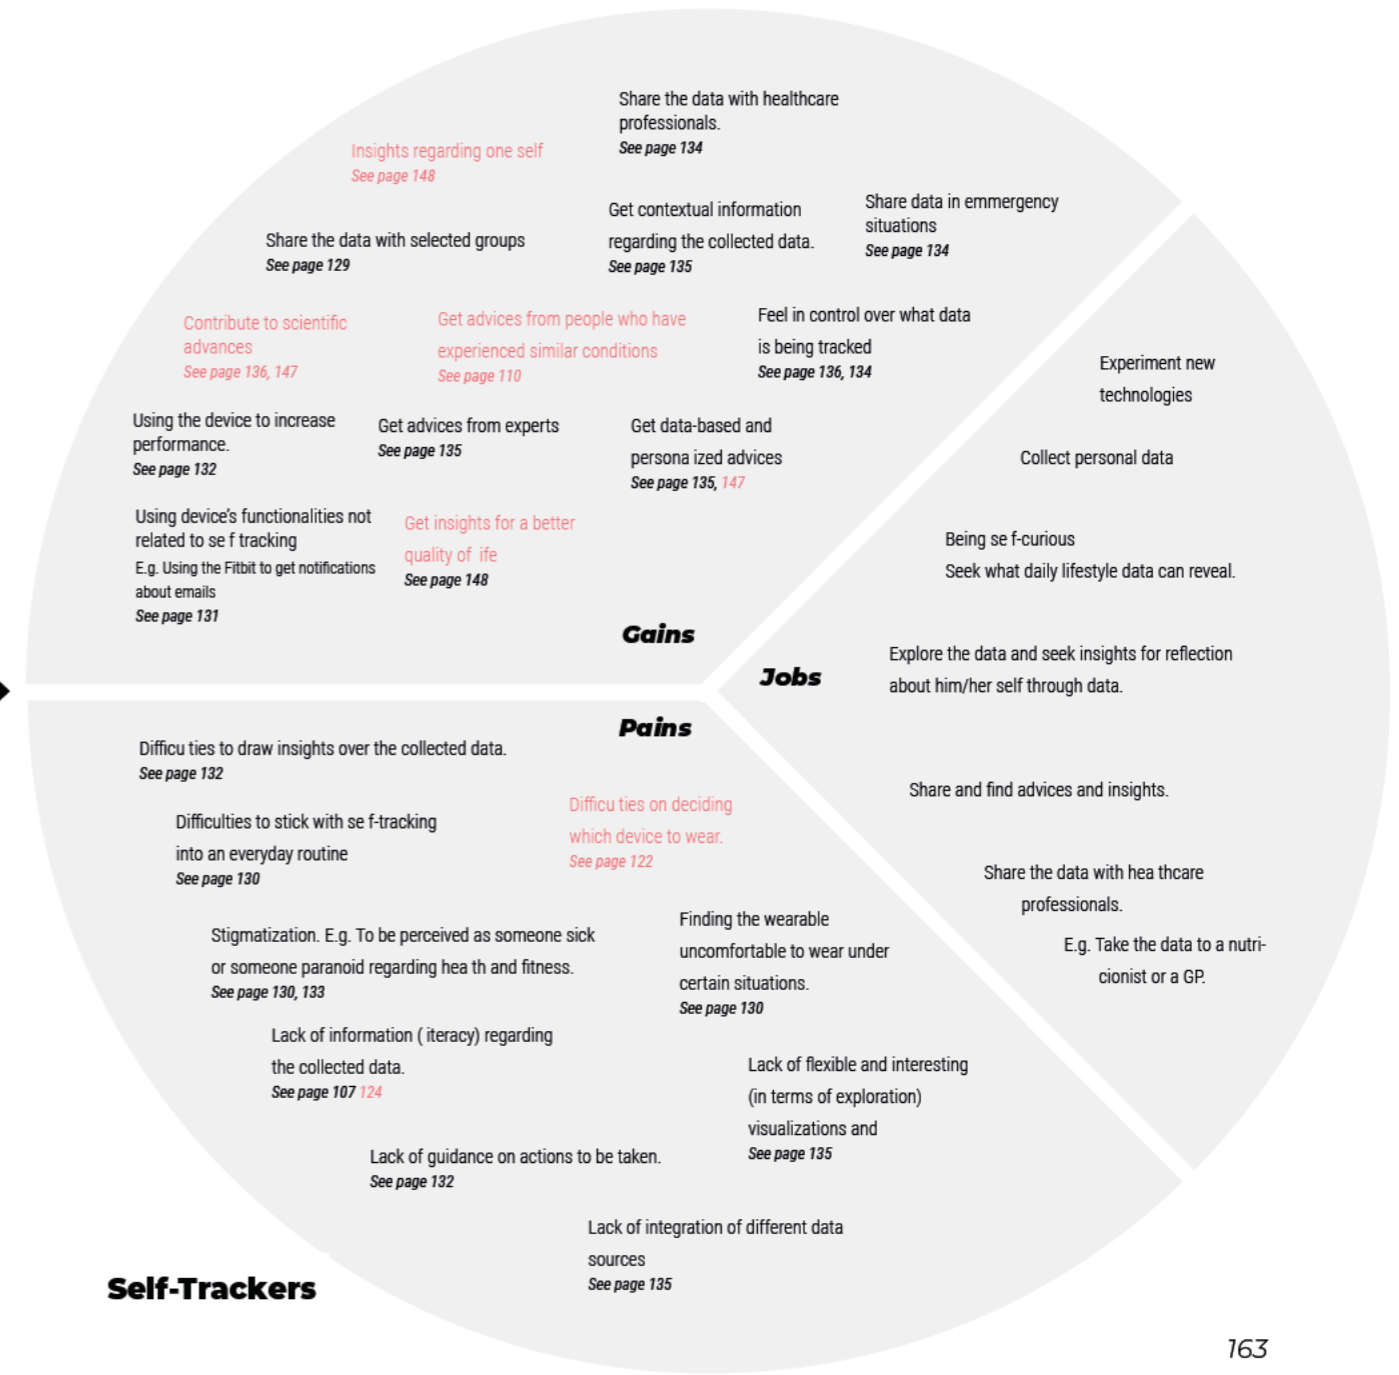 Share the data with healthcare
professionals.
See page 134
Insights regarding one self
See page 148
Share data in emmergency
situations
See page 134
Get contextual information
regarding the collected data.
See page 135
Share the data with selected groups
See page 129
Contribute to scientific
advances
See page 136, 147
Get advices from people who have
experienced similar conditions
See page 110
Feel in control over what data
is being tracked
See page 136, 134
Using the device to increase
performance.
See page 132
Get advices from experts
See page 135
Get data-based and
persona ized advices
See page 135, 147
Using device's functionalities not
related to se f tracking
E.g. Using the Fitbit to get notifications
about emails
See page 131
Get insights for a better
quality of ife
See page 148
Gains
Jobs
Experiment new
technologies
Collect personal data
Being se f-curious
Seek what daily lifestyle data can reveal.
Explore the data and seek insights for reflection
about him/her self through data.
Share and find advices and insights.
Share the data with hea thcare
professionals.
E.g. Take the data to a nutri-
cionist or a GP.
Pains
Difficu ties to draw insights over the collected data.
See page 132
Difficu ties on deciding
which device to wear.
See page 122
Difficulties to stick with se f-tracking
into an everyday routine
See page 130
Finding the wearable
uncomfortable to wear under
certain situations.
See page 130
Stigmatization. E.g. To be perceived as someone sick
or someone paranoid regarding hea th and fitness.
See page 130, 133
Lack of information ( iteracy) regarding
the collected data.
See page 107 124
Lack of flexible and interesting
(in terms of exploration)
visualizations and
See page 135
Lack of guidance on actions to be taken.
See page 132
Lack of integration of different data
sources
See page 135
Self-Trackers
163